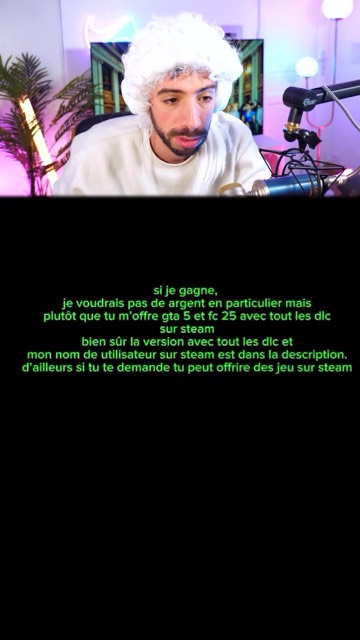 si je gagne,
je voudrais pas de argent en particulier mais
plutôt que tu m'offre gta 5 et fc 25 avec tout les dlc
sur steam
bien sûr la version avec tout les dlc et
mon nom de utilisateur sur steam est dans la description.
d'ailleurs si tu te demande tu peut offrire des jeu sur steam